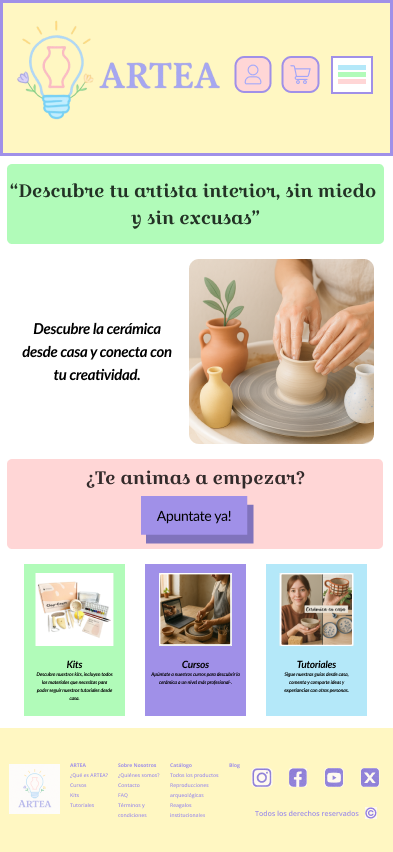 ARTEA
“Descubre tu artista interior, sin miedo
y sin excusas”
Descubre la cerámica
desde casa y conecta con
tu creatividad.
¿Te animas a empezar?
Apuntate ya!
Kits
Descubre nuestros kits, incluyen todos
los materiales que necesitas para
poder seguir nuestros tutoriales desde
casa.
Cursos
Apúntate a nuestros cursos para descubrir la
cerámica a un nivel más profesional-.
Cerámica en casa
Tutoriales
Sigue nuestras guías desde casa,
comenta y comparte ideas y
experiencias con otras personas.
ARTEA
ARTEA
¿Qué es ARTEA?
Cursos
Kits
Tutoriales
Sobre Nosotros
¿Quiénes somos?
Contacto
FAQ
Términos y
condiciones
Catálogo
Todos los productos
Reproducciones
arqueológicas
Regalos
institucionales
Blog
Todos los derechos reservados ©